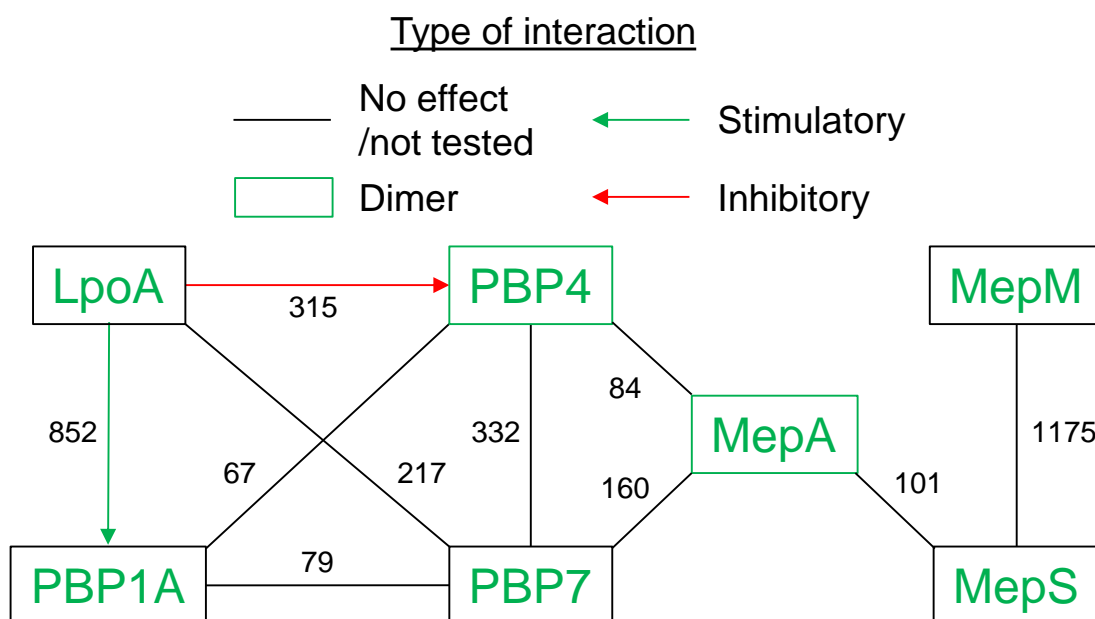 Type of interaction
No effect
/not tested
Stimulatory
Dimer
Inhibitory
LpoA
PBP4
MepM
315
84
852
332
MepA
1175
67
217
160
101
79
PBP1A
PBP7
MepS